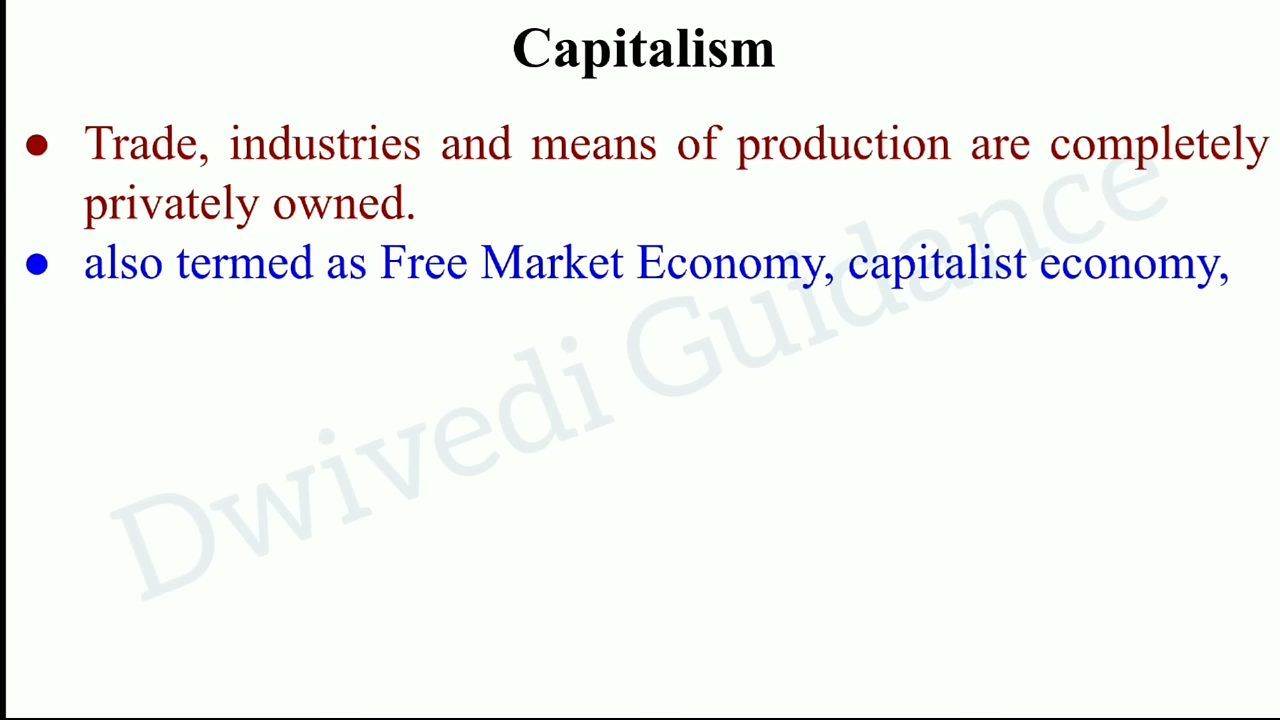 Capitalism
● Trade, industries and means of production are completely
privately owned.
● also termed as Free Market Economy, capitalist economy,
Dwivedi Guidance